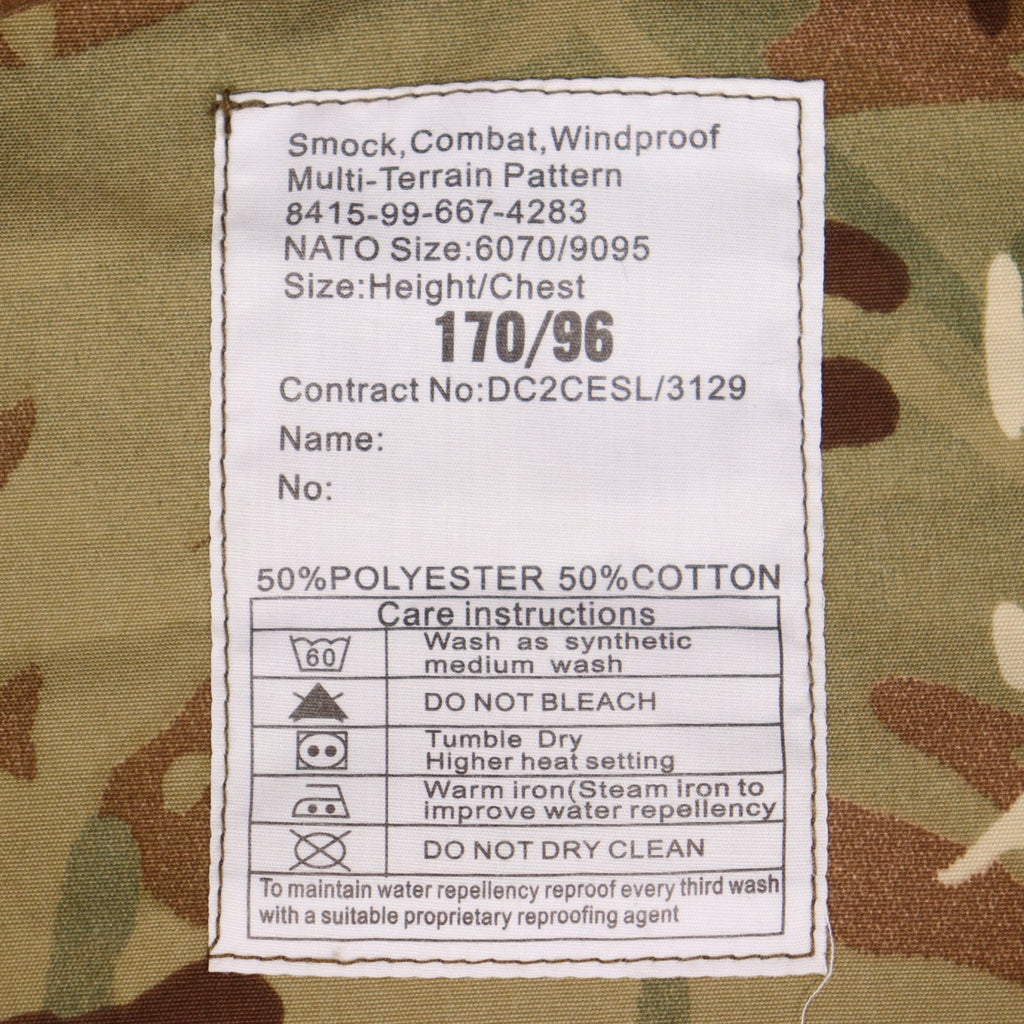 Smock,Combat,Windproof
Multi-Terrain Pattern
8415-99-667-4283
NATO Size:6070/9095
Size:Height/Chest
170/96
Contract No:DC2CESL/3129
Name:
No:
50%POLYESTER 50%COTTON
Care instructions
60
Wash as synthetic
medium wash
DO NOT BLEACH
Tumble Dry
Higher heat setting
Warm iron(Steam iron to
improve water repellency
DO NOT DRY CLEAN
To maintain water repellency reproof every third wash
with a suitable proprietary reproofing agent